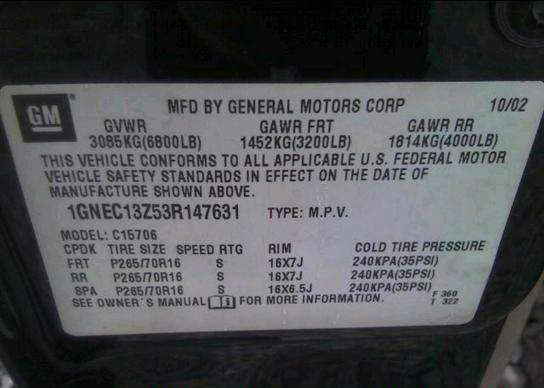 GM
MFD BY GENERAL MOTORS CORP 10/02
GVWR GAWR FRT GAWR RR
3085KG(6800LB) 1452KG(3200LB) 1814KG(4000LB)
THIS VEHICLE CONFORMS TO ALL APPLICABLE U.S. FEDERAL MOTOR
VEHICLE SAFETY STANDARDS IN EFFECT ON THE DATE OF
MANUFACTURE SHOWN ABOVE.
1GNEC13Z53R147631 TYPE: M.P.V.
MODEL: C15706
CPDK TIRE SIZE SPEED RTG RIM COLD TIRE PRESSURE
FRT P265/70R16 S 16X7J 240KPA(35PSI)
RR P265/70R16 S 16X7J 240KPA(35PSI)
SPA P265/70R16 S 16X6.5J 240KPA(35PSI)
SEE OWNER'S MANUAL FOR MORE INFORMATION. F 360
T 322